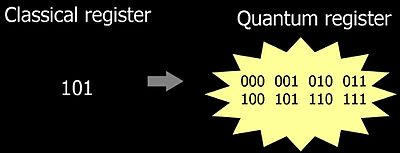 Classical register
Quantum register
101
000 001 010 011
100 101 110 111